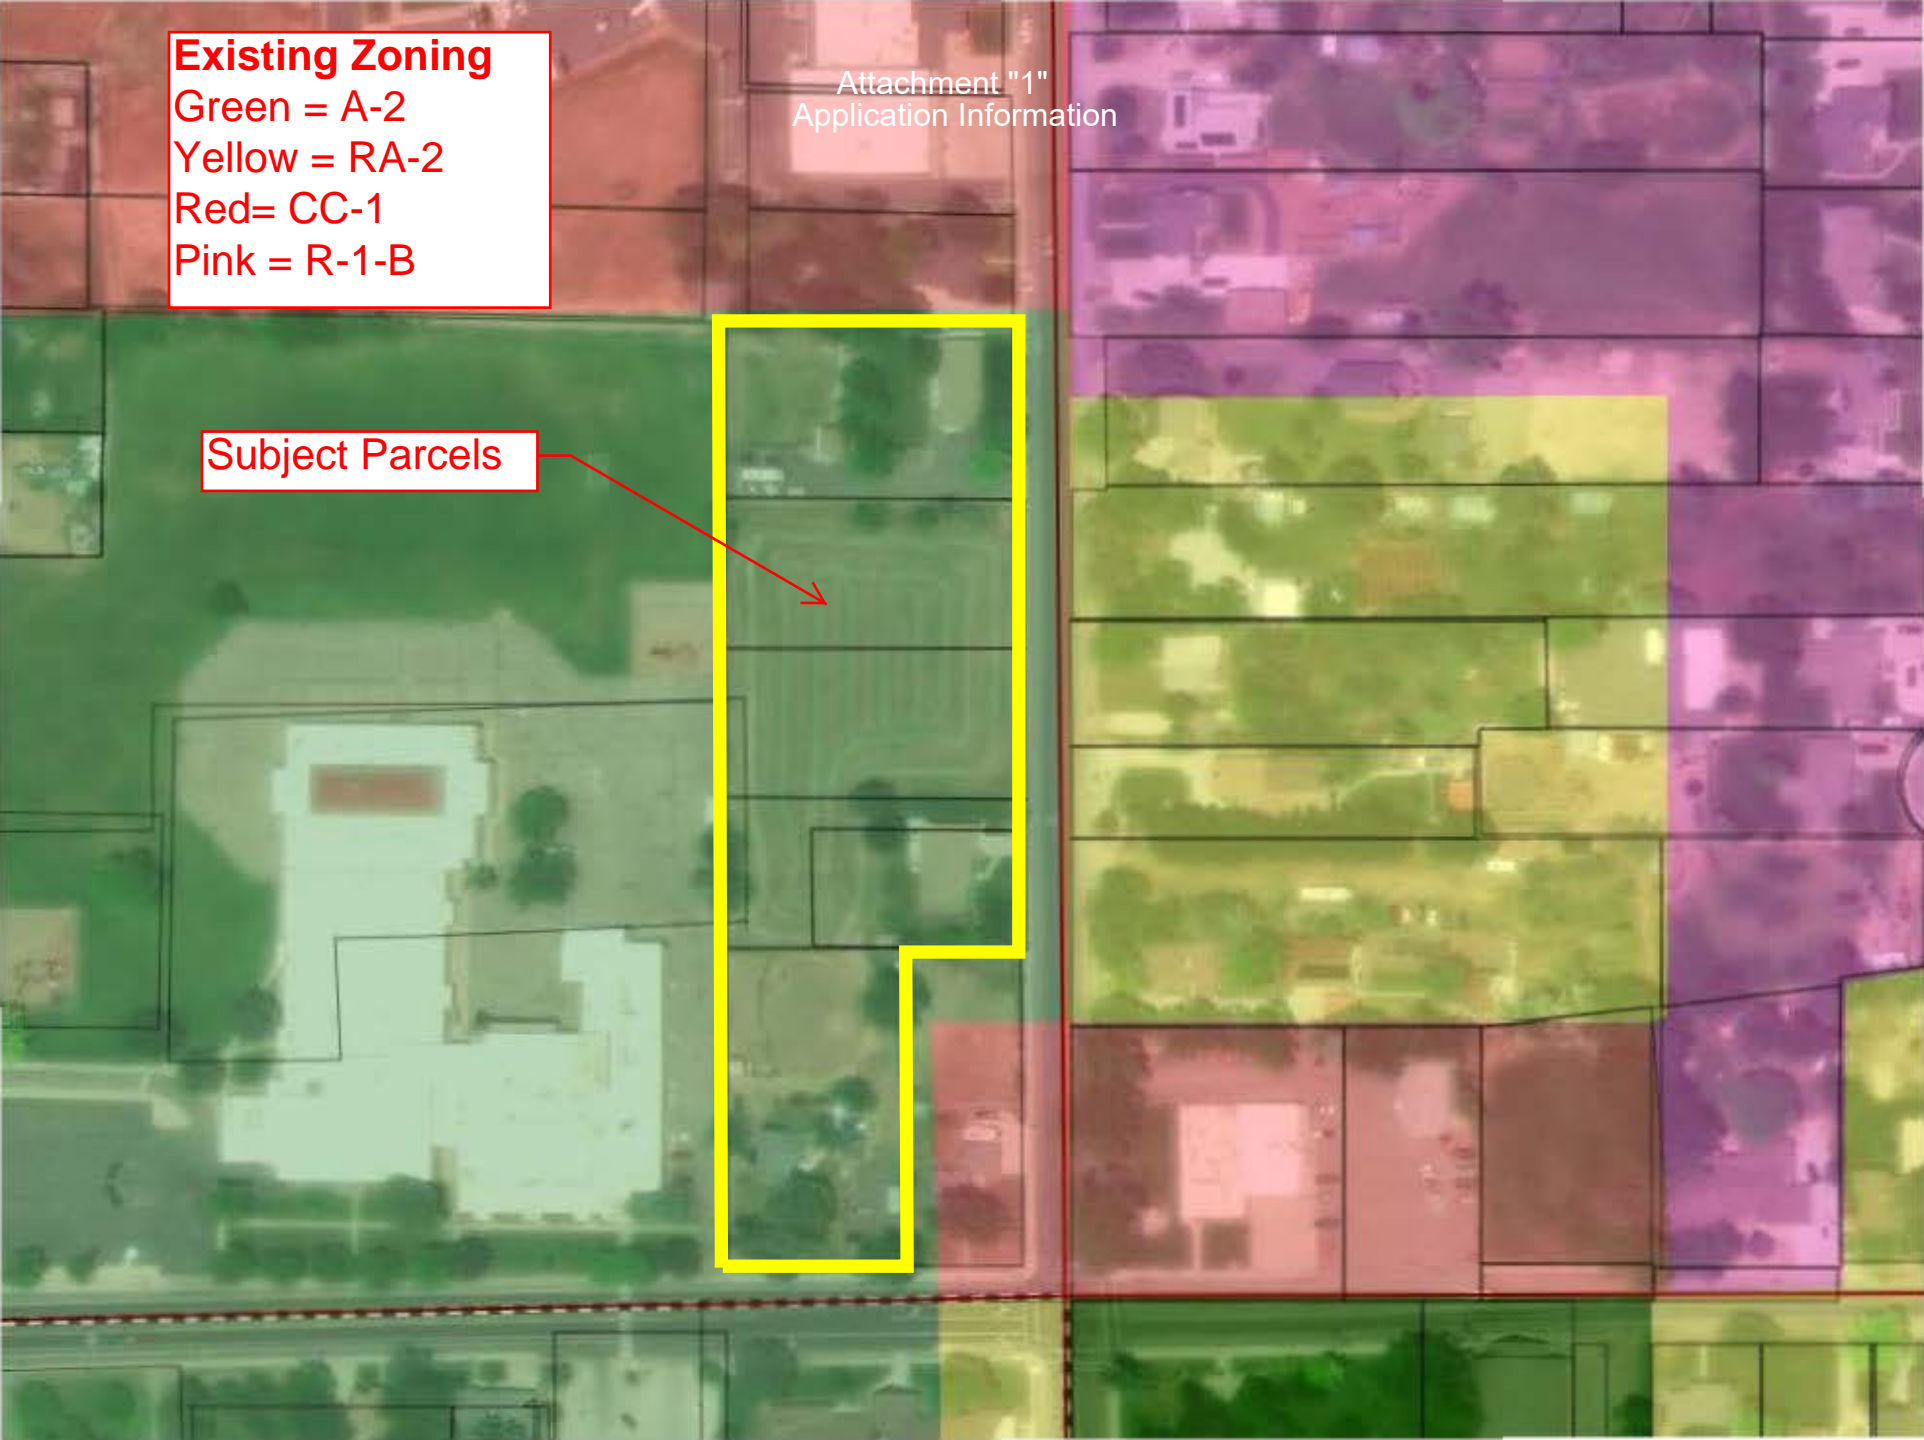 Existing Zoning
Green = A-2
Yellow = RA-2
Red= CC-1
Pink = R-1-B
Attachment "1"
Application Information
Subject Parcels